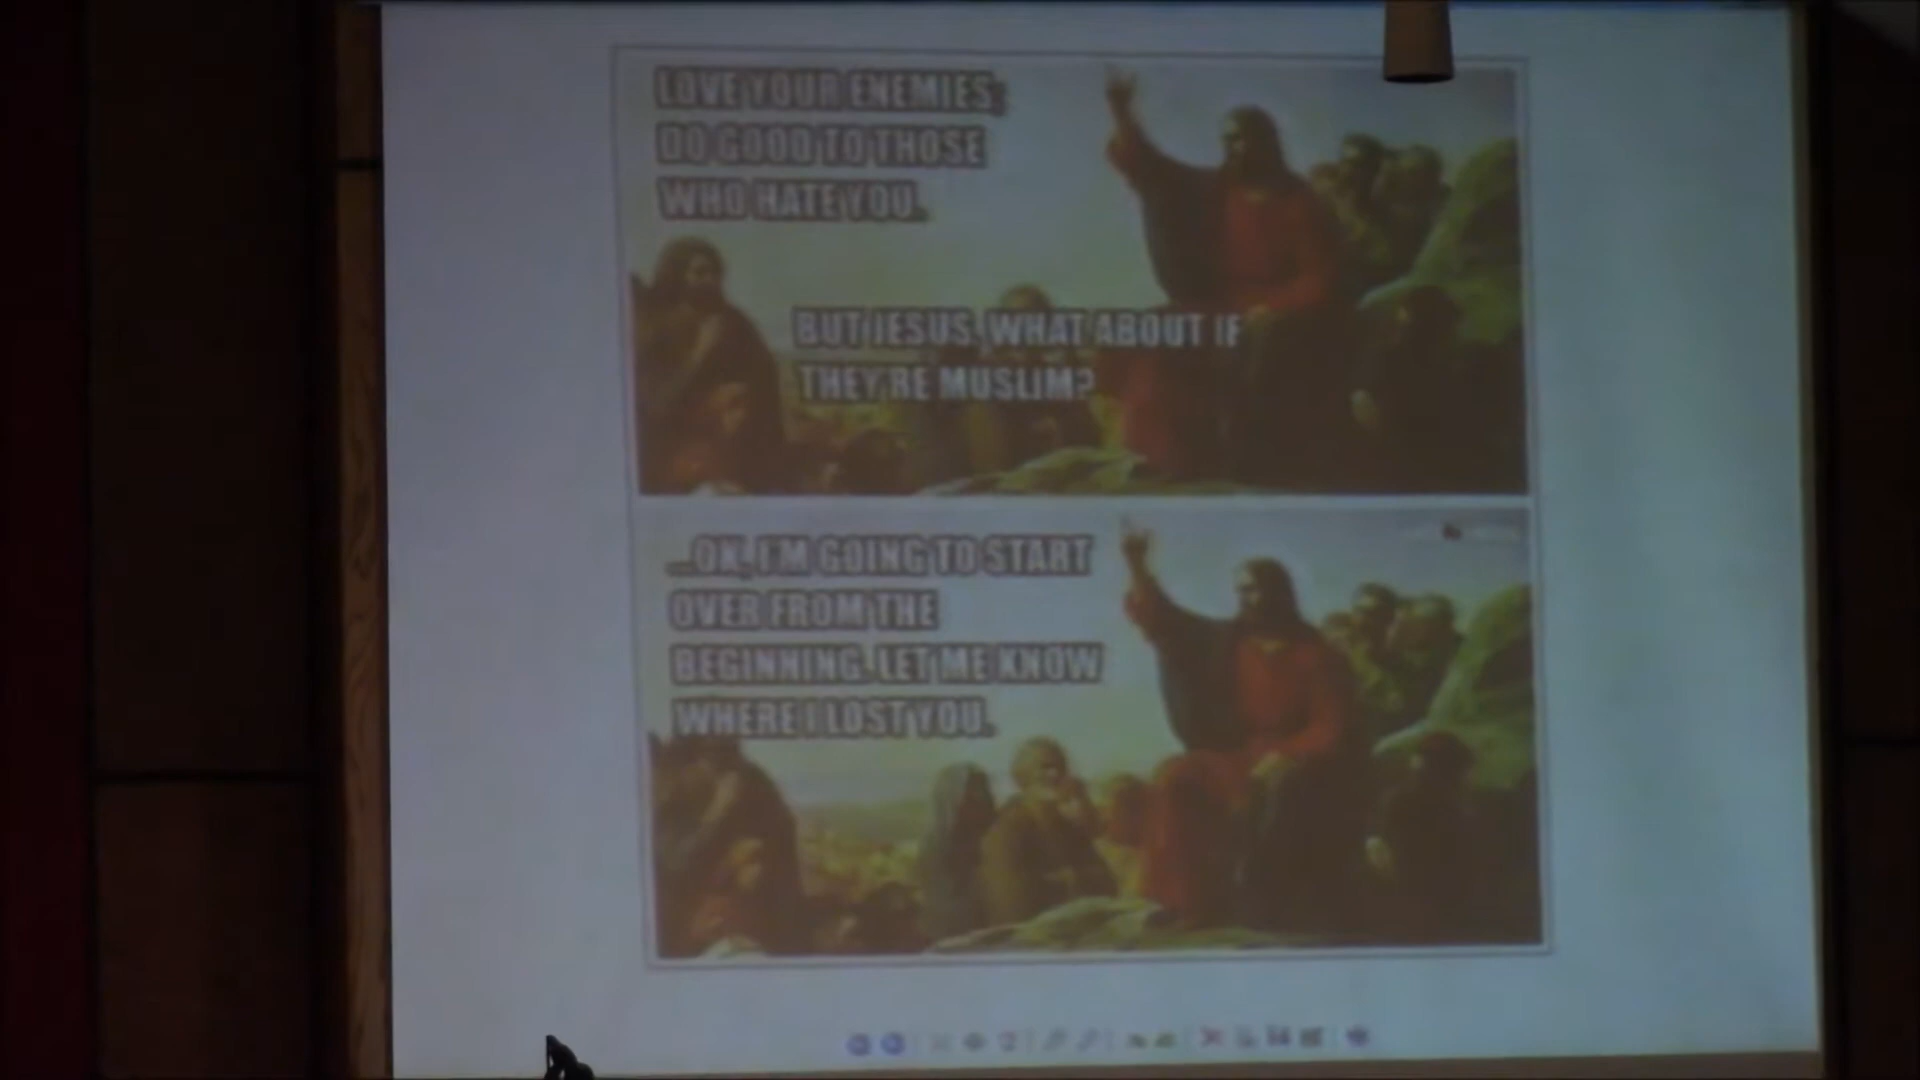 LOVE YOUR ENEMIES,
DO GOOD TO THOSE
WHO HATE YOU.
BUT JESUS, WHAT ABOUT IF
THEY'RE MUSLIM?
...OK, I'M GOING TO START
OVER FROM THE
BEGINNING. LET ME KNOW
WHERE I LOST YOU.